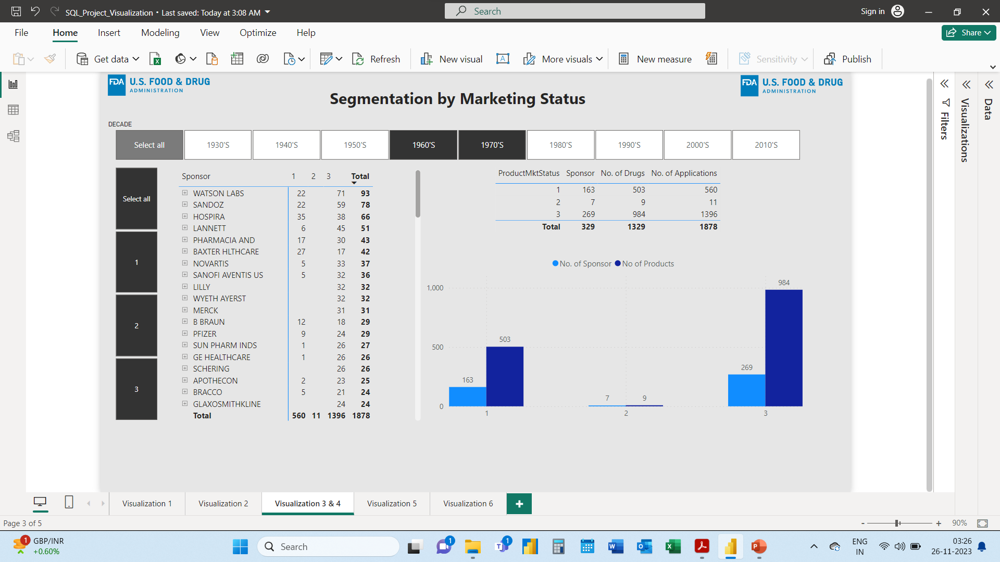 SQL_Project_Visualization • Last saved: Today at 3:08 AM
Search
Sign in
File Home Insert Modeling View Optimize Help
Share
Get data
Refresh
New visual
More visuals
New measure
Sensitivity
Publish
FDA U.S. FOOD & DRUG
ADMINISTRATION
FDA U.S. FOOD & DRUG
ADMINISTRATION
Segmentation by Marketing Status
DECADE
Select all 1930'S 1940'S 1950'S 1960'S 1970'S 1980'S 1990'S 2000'S 2010'S
Select all
1
2
3
Sponsor 1 2 3 Total
WATSON LABS 22 71 93
SANDOZ 22 59 78
HOSPIRA 35 38 66
LANNETT 6 45 51
PHARMACIA AND 17 30 43
BAXTER HLTHCARE 27 17 42
NOVARTIS 5 33 37
SANOFI AVENTIS US 5 32 36
LILLY 32 32
WYETH AYERST 32 32
MERCK 31 31
B BRAUN 12 18 29
PFIZER 9 24 29
SUN PHARM INDS 1 26 27
GE HEALTHCARE 1 26 26
SCHERING 26 26
APOTHECON 2 23 25
BRACCO 5 21 24
GLAXOSMITHKLINE 24 24
Total 560 11 1396 1878
ProductMktStatus Sponsor No. of Drugs No. of Applications
1 163 503 560
2 7 9 11
3 269 984 1396
Total 329 1329 1878
No. of Sponsor No of Products
1,000
500
0
163
503
7
9
269
984
1
2
3
Filters
Visualizations
Data
Visualization 1 Visualization 2 Visualization 3 & 4 Visualization 5 Visualization 6 +
Page 3 of 5
- + 90%
1
GBP/INR
+0.60%
Search
1
1
ENG
IN
03:26
26-11-2023